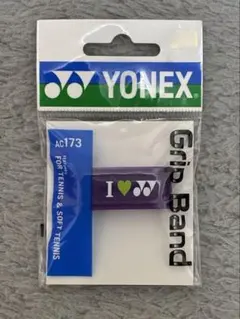 YONEX
AC173
FOR TENNIS & SOFT TENNIS
Grip Band
I